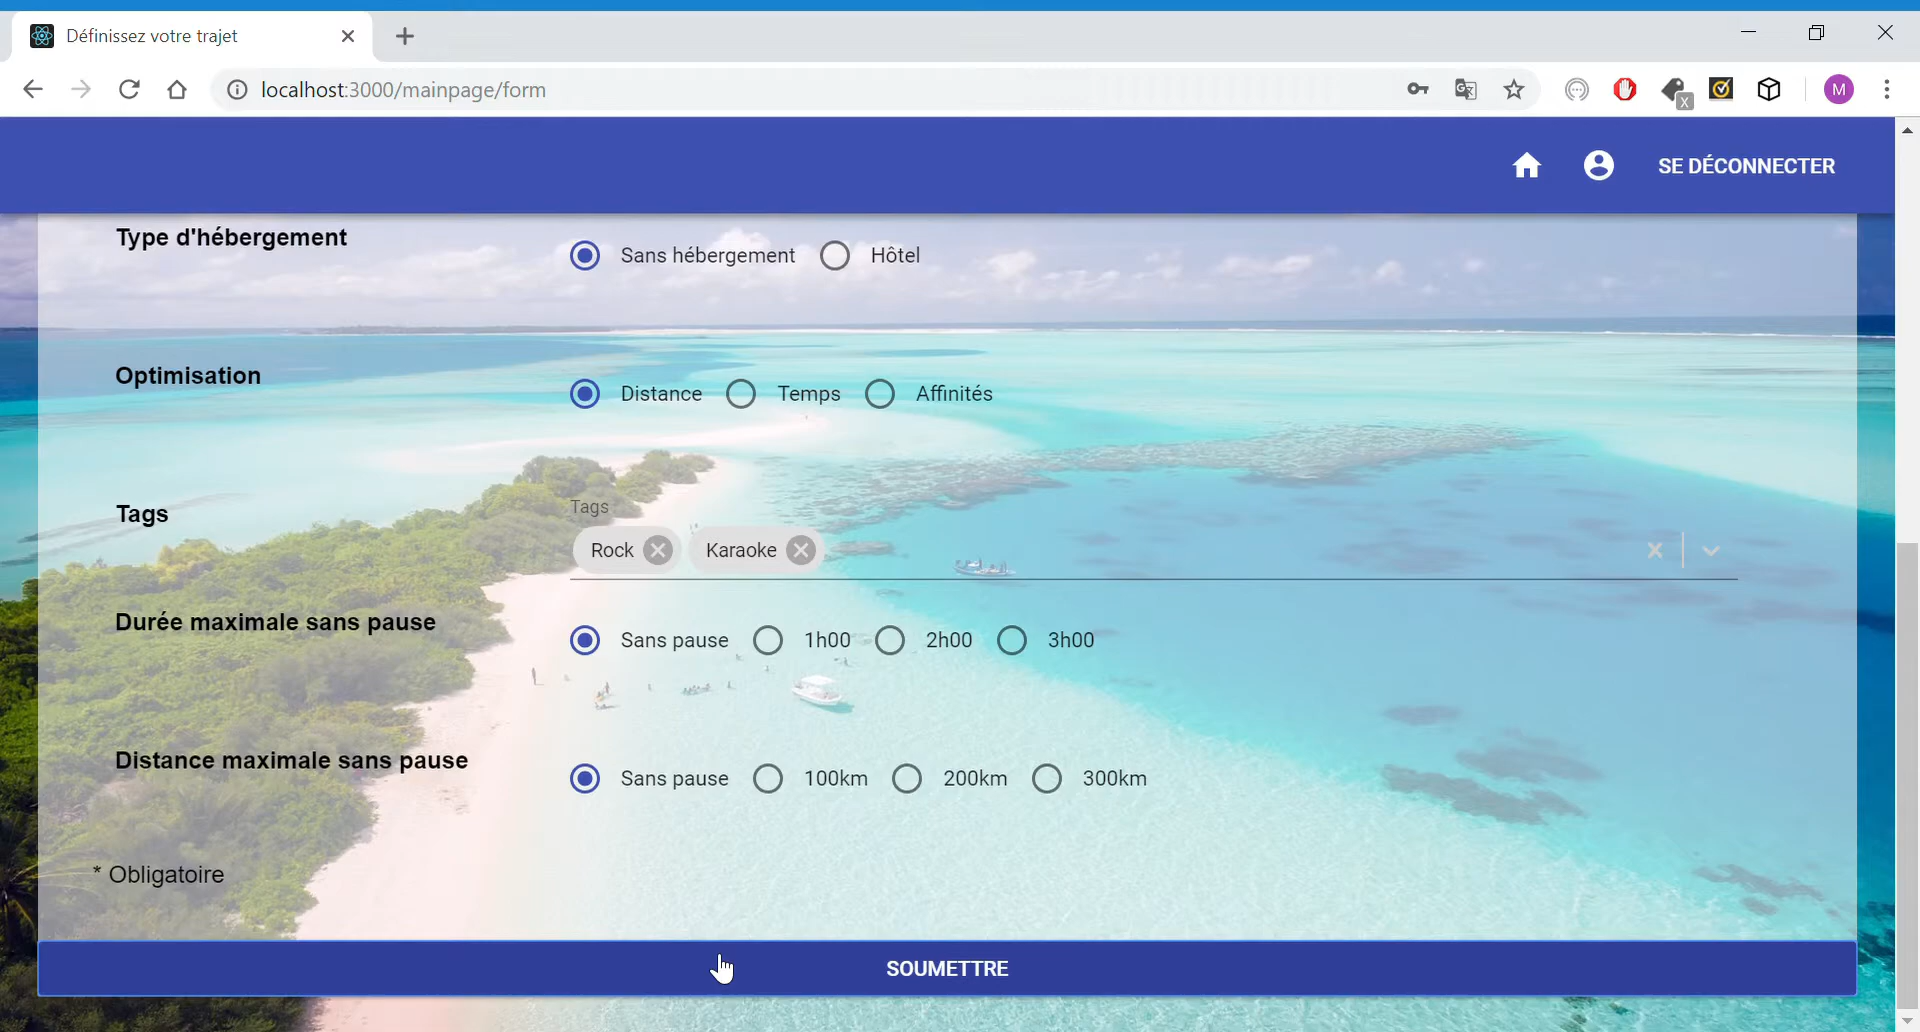 Définissez votre trajet
localhost:3000/mainpage/form
M
X
SE DÉCONNECTER
Type d'hébergement
Sans hébergement Hôtel
Optimisation
Distance Temps Affinités
Tags
Tags
Rock Karaoke
Durée maximale sans pause
Sans pause 1h00 2h00 3h00
Distance maximale sans pause
Sans pause 100km 200km 300km
* Obligatoire
SOUMETTRE